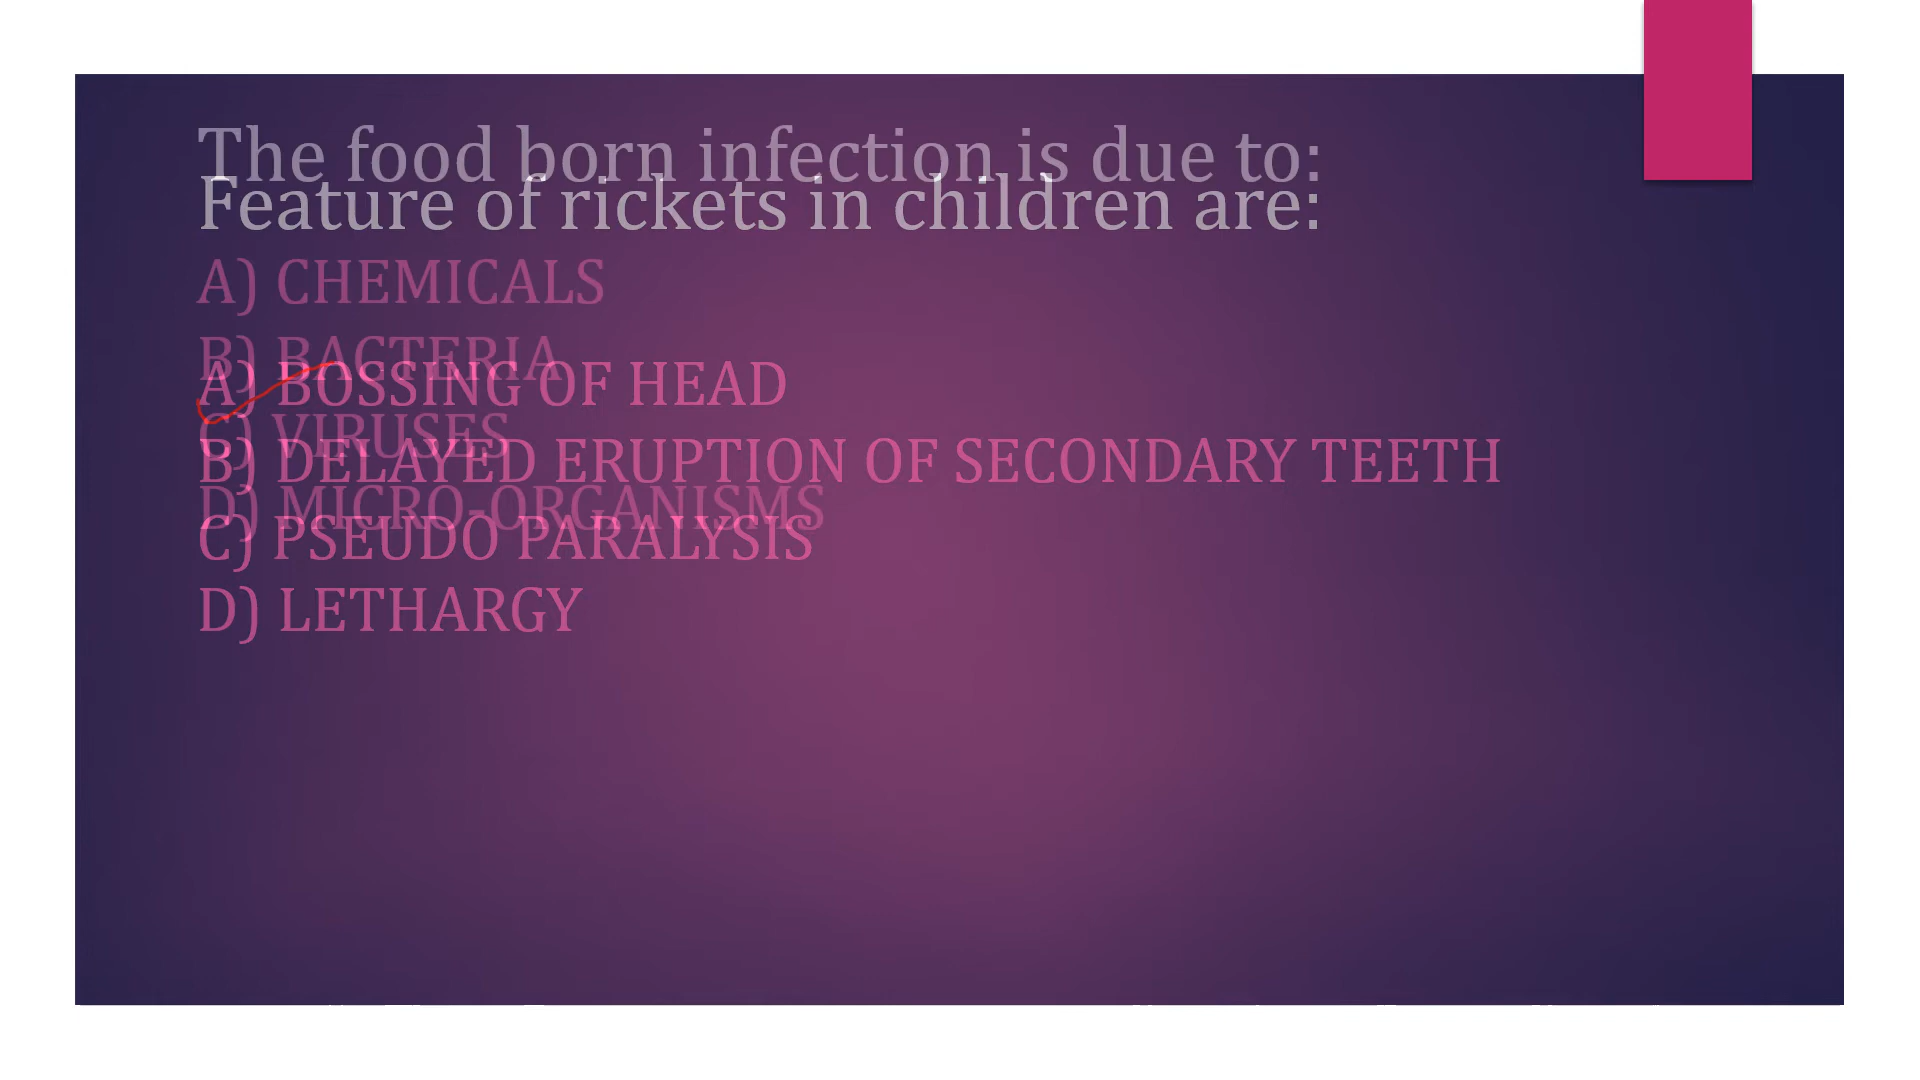 The food born infection is due to:
Feature of rickets in children are:
A) CHEMICALS
B) BACTERIA
A) BOSSING OF HEAD
C) VIRUSES
B) DELAYED ERUPTION OF SECONDARY TEETH
D) MICRO-ORGANISMS
C) PSEUDO PARALYSIS
D) LETHARGY